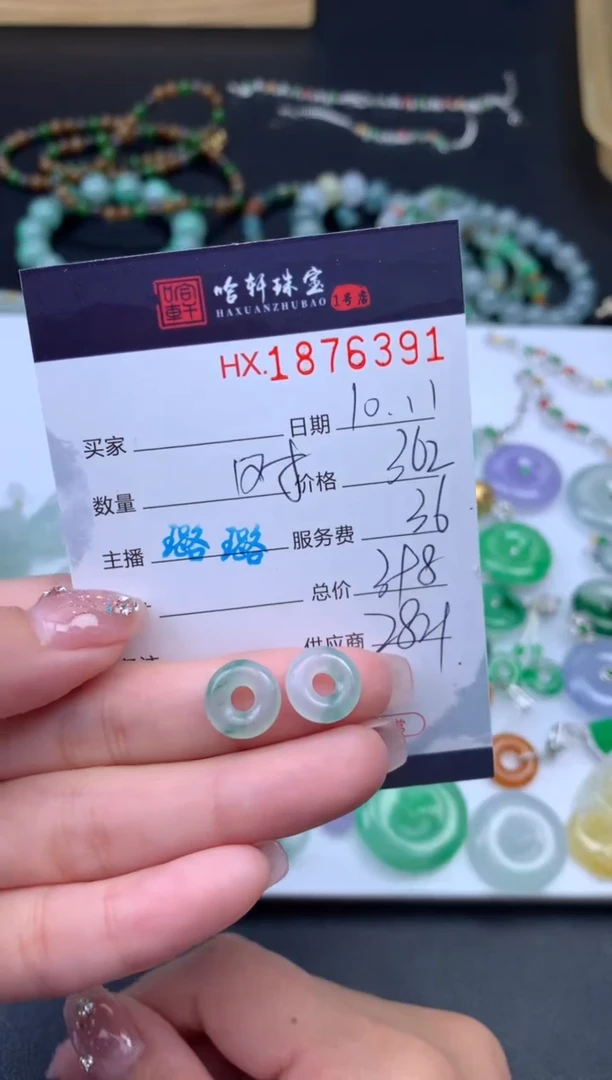 哈轩珠宝
HAXUANZHUBAO
1号店
HX.1876391
买家
日期 10.11
数量
价格 362
主播 璐璐
服务费 36
总价 398
供应商 2824